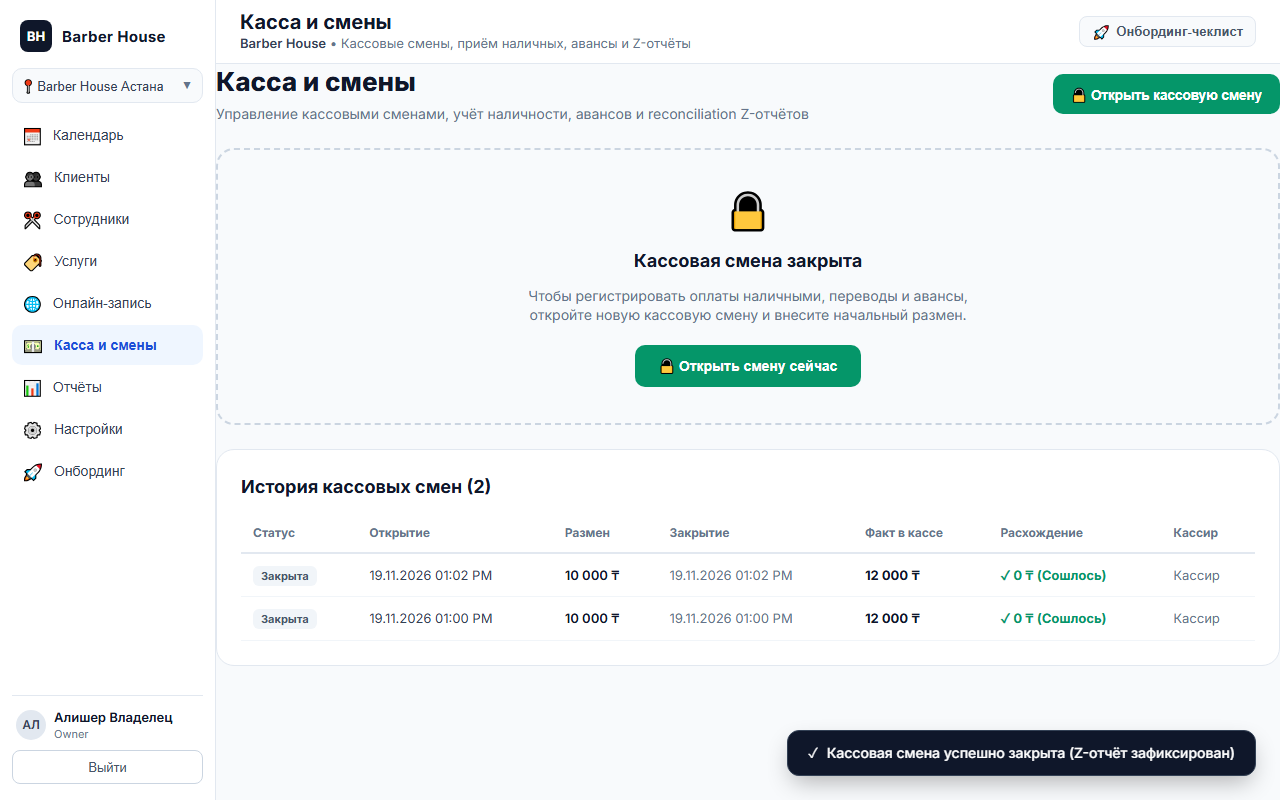 BH Barber House
Barber House Астана ▼
Календарь
Клиенты
Сотрудники
Услуги
Онлайн-запись
Касса и смены
Отчёты
Настройки
Онбординг
АЛ Алишер Владелец
Owner
Выйти
Касса и смены
Barber House • Кассовые смены, приём наличных, авансы и Z-отчёты
Онбординг-чеклист
Касса и смены
Управление кассовыми сменами, учёт наличности, авансов и reconciliation Z-отчётов
Открыть кассовую смену
Кассовая смена закрыта
Чтобы регистрировать оплаты наличными, переводы и авансы,
откройте новую кассовую смену и внесите начальный размен.
Открыть смену сейчас
История кассовых смен (2)
Статус Открытие Размен Закрытие Факт в кассе Расхождение Кассир
Закрыта 19.11.2026 01:02 PM 10 000 ₸ 19.11.2026 01:02 PM 12 000 ₸ ✓ 0 ₸ (Сошлось) Кассир
Закрыта 19.11.2026 01:00 PM 10 000 ₸ 19.11.2026 01:00 PM 12 000 ₸ ✓ 0 ₸ (Сошлось) Кассир
✓ Кассовая смена успешно закрыта (Z-отчёт зафиксирован)